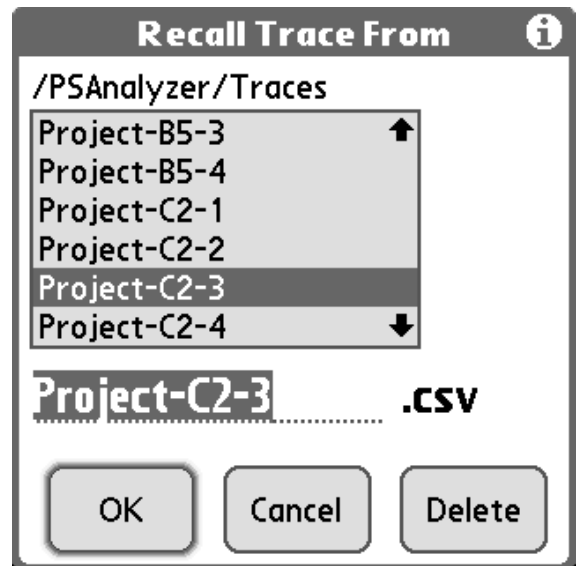 Recall Trace From i
/PSAnalyzer/Traces
Project-B5-3
Project-B5-4
Project-C2-1
Project-C2-2
Project-C2-3
Project-C2-4
Project-C2-3 .csv
OK Cancel Delete